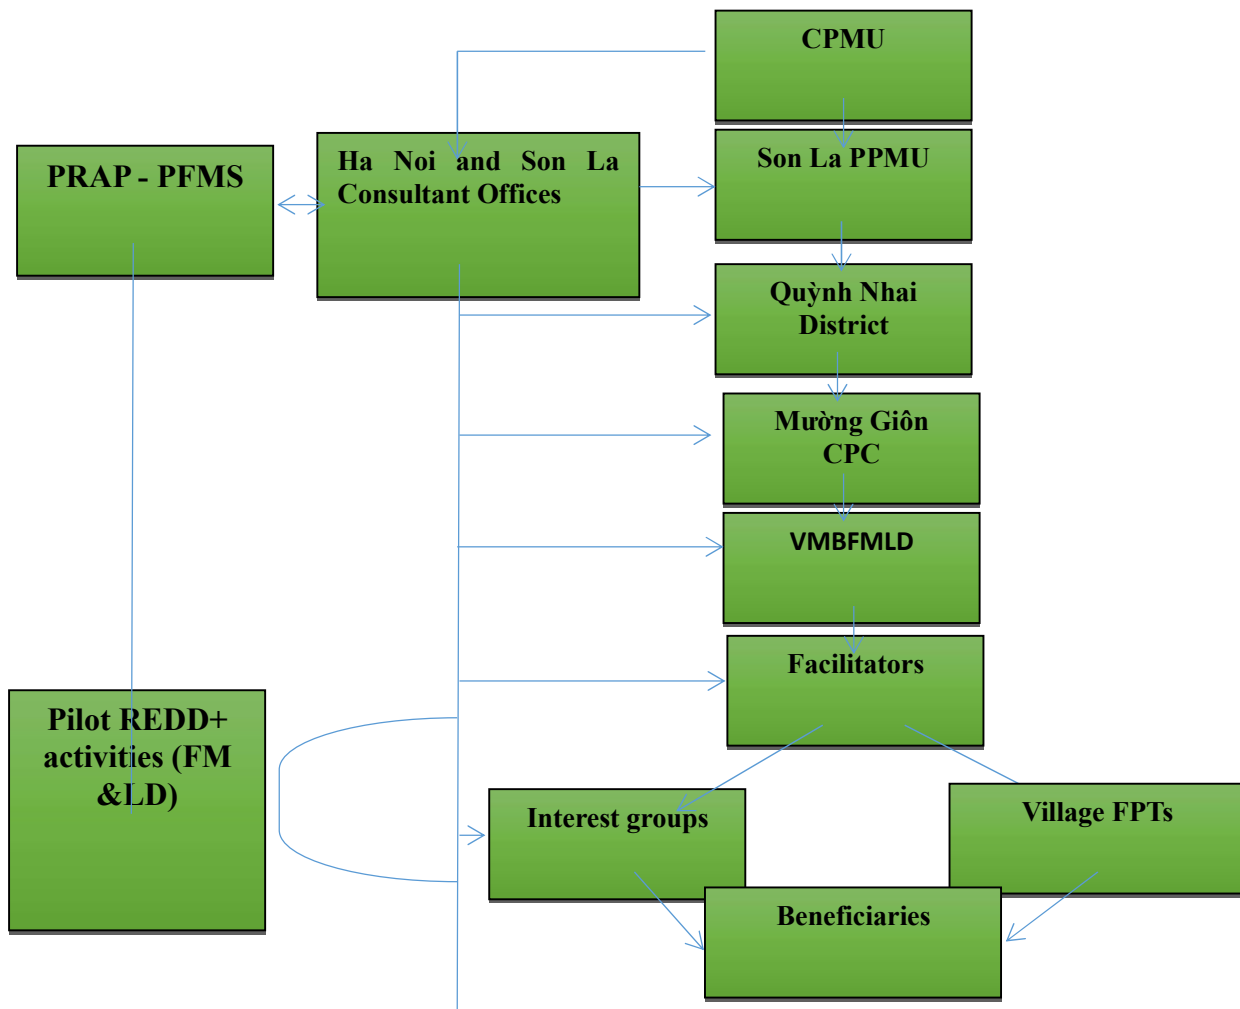 CPMU
Son La PPMU
Ha Noi and Son La
Consultant Offices
PRAP - PFMS
Quỳnh Nhai
District
Mường Giôn
CPC
VMBFMLD
Facilitators
Pilot REDD+
activities (FM
&LD)
Interest groups
Village FPTs
Beneficiaries